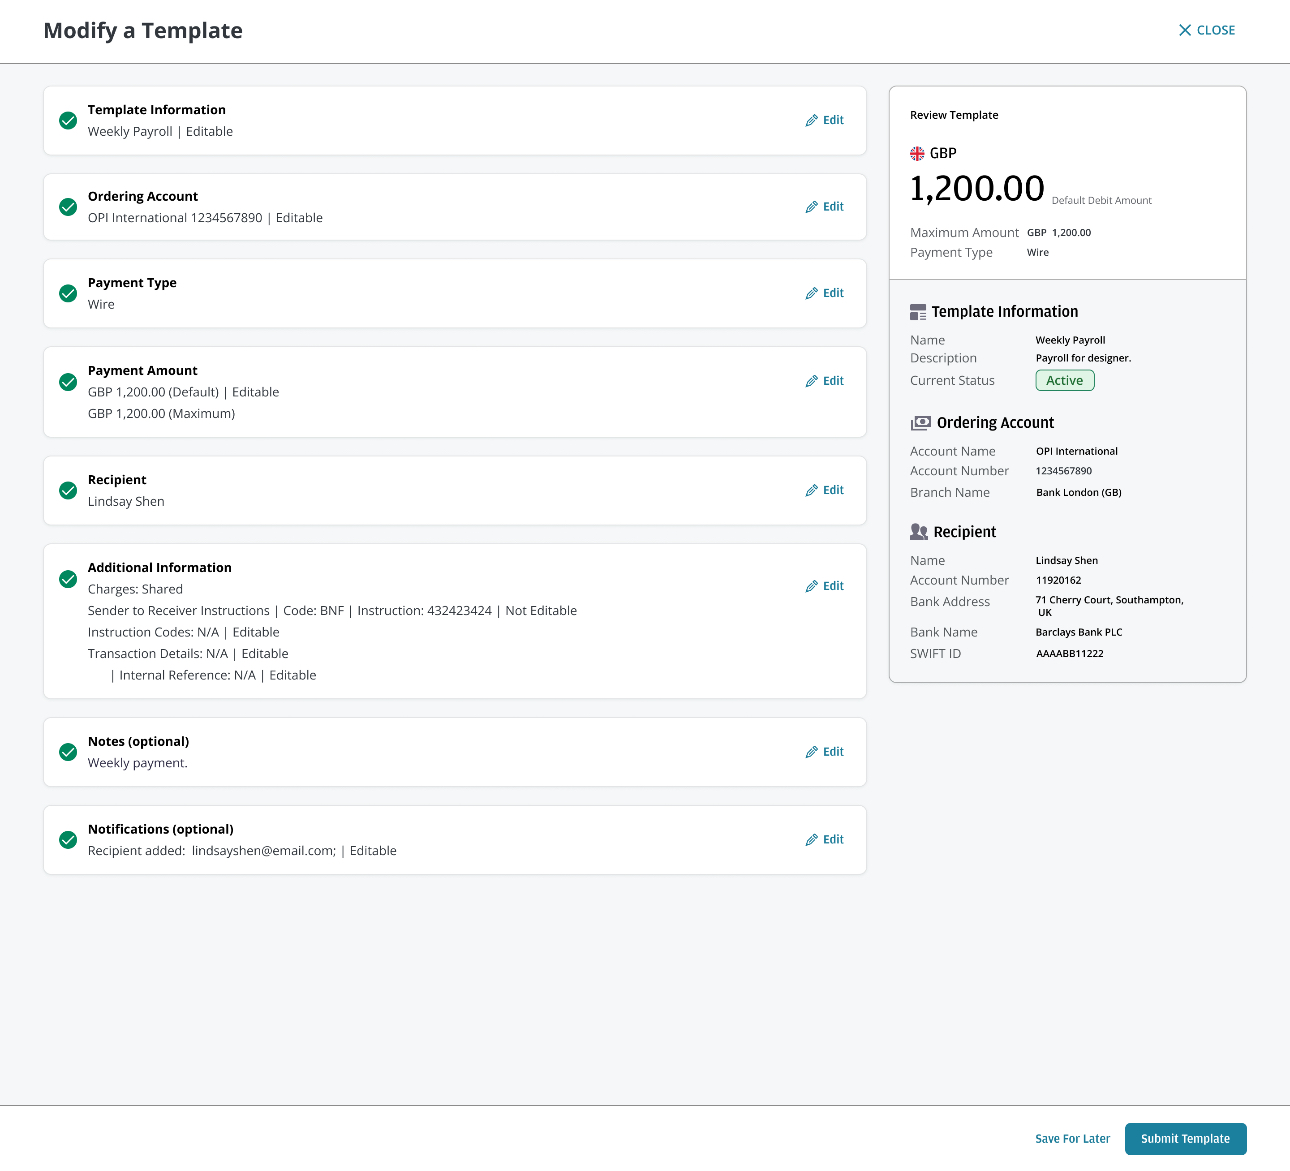 Modify a Template
CLOSE
Template Information
Weekly Payroll | Editable
Edit
Ordering Account
OPI International 1234567890 | Editable
Edit
Payment Type
Wire
Edit
Payment Amount
GBP 1,200.00 (Default) | Editable
GBP 1,200.00 (Maximum)
Edit
Recipient
Lindsay Shen
Edit
Additional Information
Charges: Shared
Sender to Receiver Instructions | Code: BNF | Instruction: 432423424 | Not Editable
Instruction Codes: N/A | Editable
Transaction Details: N/A | Editable
| Internal Reference: N/A | Editable
Edit
Notes (optional)
Weekly payment.
Edit
Notifications (optional)
Recipient added:  lindsayshen@email.com; | Editable
Edit
Review Template
GBP
1,200.00 Default Debit Amount
Maximum Amount GBP 1,200.00
Payment Type Wire
Template Information
Name Weekly Payroll
Description Payroll for designer.
Current Status Active
Ordering Account
Account Name OPI International
Account Number 1234567890
Branch Name Bank London (GB)
Recipient
Name Lindsay Shen
Account Number 11920162
Bank Address 71 Cherry Court, Southampton,
UK
Bank Name Barclays Bank PLC
SWIFT ID AAAABB11222
Save For Later
Submit Template